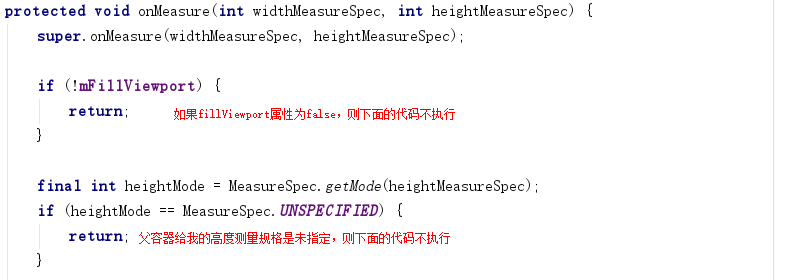 protected void onMeasure(int widthMeasureSpec, int heightMeasureSpec) {
super.onMeasure(widthMeasureSpec, heightMeasureSpec);
if (!mFillViewport) {
return; 如果fillViewport属性为false，则下面的代码不执行
}
final int heightMode = MeasureSpec.getMode(heightMeasureSpec);
if (heightMode == MeasureSpec.UNSPECIFIED) {
return; 父容器给我的高度测量规格是未指定，则下面的代码不执行
}